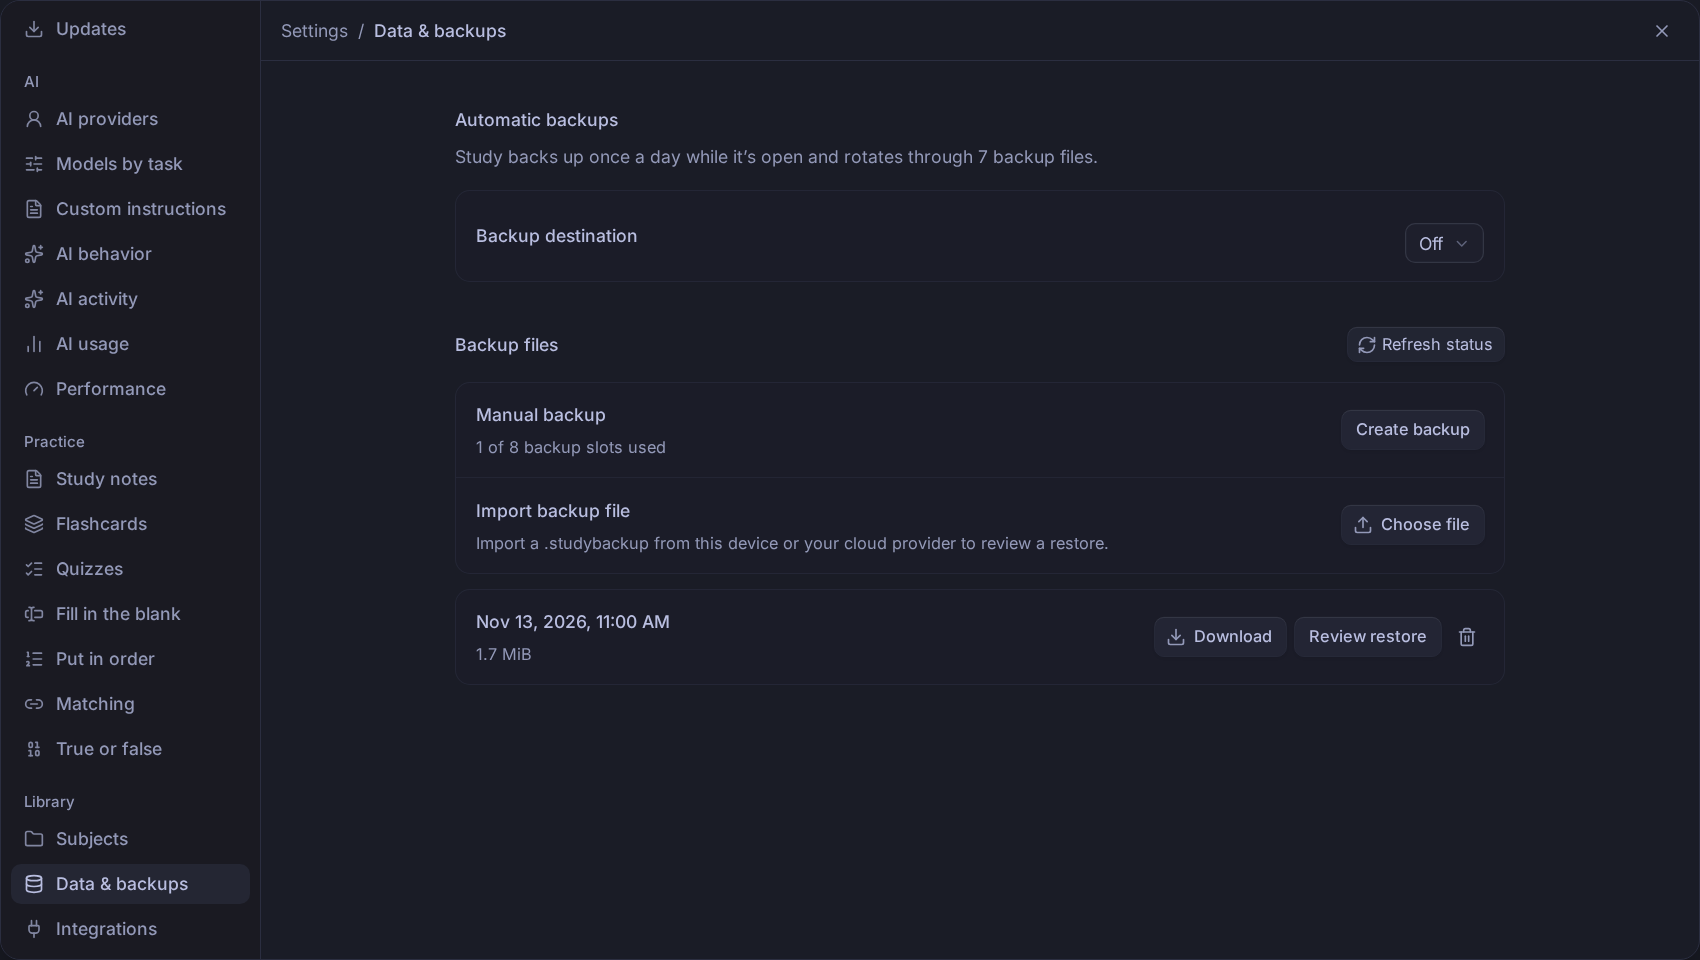 Updates
AI
AI providers
Models by task
Custom instructions
AI behavior
AI activity
AI usage
Performance
Practice
Study notes
Flashcards
Quizzes
Fill in the blank
Put in order
Matching
True or false
Library
Subjects
Data & backups
Integrations
Settings / Data & backups
Automatic backups
Study backs up once a day while it’s open and rotates through 7 backup files.
Backup destination
Off
Backup files
Refresh status
Manual backup
1 of 8 backup slots used
Create backup
Import backup file
Import a .studybackup from this device or your cloud provider to review a restore.
Choose file
Nov 13, 2026, 11:00 AM
1.7 MiB
Download
Review restore